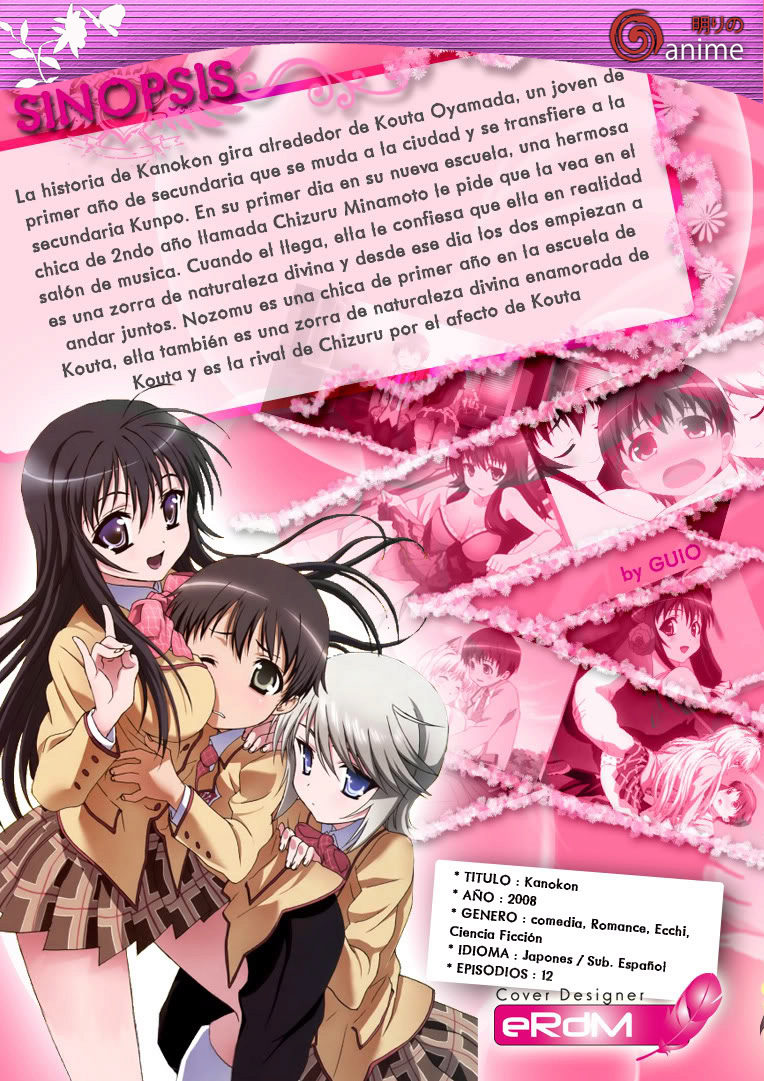 明りの
anime
SINOPSIS
La historia de Kanokon gira alrededor de Kouta Oyamada, un joven de
primer año de secundaria que se muda a la ciudad y se transfiere a la
secundaria Kunpo. En su primer dia en su nueva escuela, una hermosa
chica de 2ndo año llamada Chizuru Minamoto le pide que la vea en el
salón de musica. Cuando el llega, ella le confiesa que ella en realidad
es una zorra de naturaleza divina y desde ese dia los dos empiezan a
andar juntos. Nozomu es una chica de primer año en la escuela de
Kouta, ella también es una zorra de naturaleza divina enamorada de
Kouta y es la rival de Chizuru por el afecto de Kouta
by GUIO
* TITULO : Kanokon
* AÑO : 2008
* GENERO : comedia, Romance, Ecchi,
Ciencia Ficción
* IDIOMA : Japones / Sub. Español
* EPISODIOS : 12
Cover Designer
eRdM